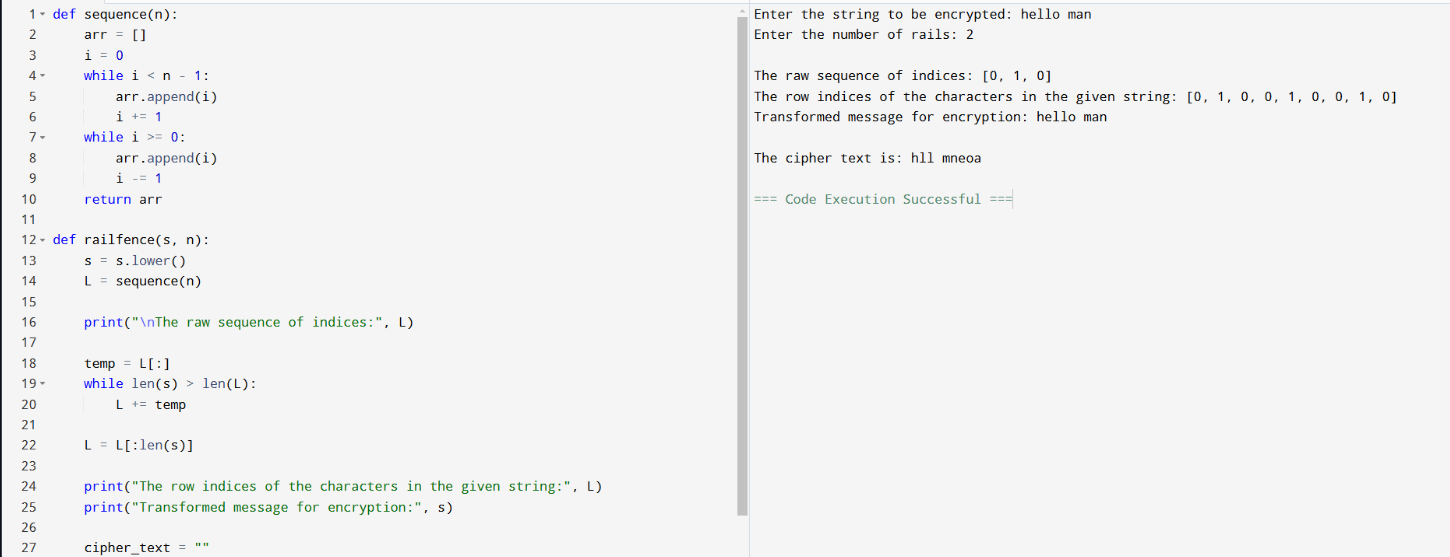 1 def sequence(n):
2     arr = []
3     i = 0
4     while i < n - 1:
5         arr.append(i)
6         i += 1
7     while i >= 0:
8         arr.append(i)
9         i -= 1
10     return arr
11
12 def railfence(s, n):
13     s = s.lower()
14     L = sequence(n)
15
16     print("\nThe raw sequence of indices:", L)
17
18     temp = L[:]
19     while len(s) > len(L):
20         L += temp
21
22     L = L[:len(s)]
23
24     print("The row indices of the characters in the given string:", L)
25     print("Transformed message for encryption:", s)
26
27     cipher_text = ""
Enter the string to be encrypted: hello man
Enter the number of rails: 2
The raw sequence of indices: [0, 1, 0]
The row indices of the characters in the given string: [0, 1, 0, 0, 1, 0, 0, 1, 0]
Transformed message for encryption: hello man
The cipher text is: hll mneoa
=== Code Execution Successful ===